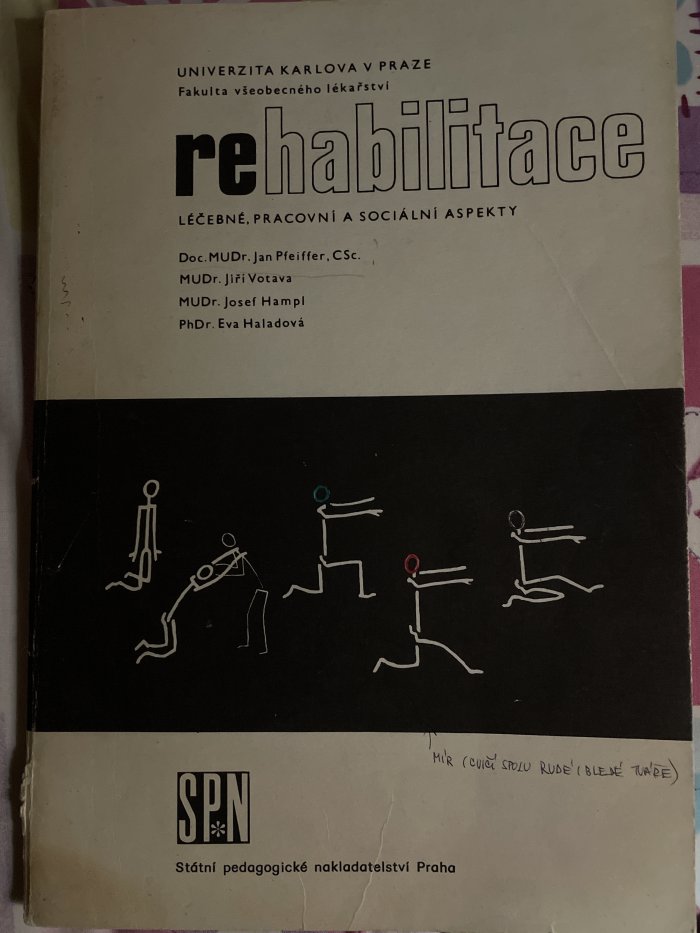 UNIVERZITA KARLOVA V PRAZE
Fakulta všeobecného lékařství
rehabilitace
LÉČEBNÉ, PRACOVNÍ A SOCIÁLNÍ ASPEKTY
Doc. MUDr. Jan Pfeiffer, CSc.
MUDr. Jiří Votava
MUDr. Josef Hampl
PhDr. Eva Haladová
MÍR (CVIČÍ SPOLU RUDÉ I BLEDÉ TVÁŘE)
SPN
Státní pedagogické nakladatelství Praha